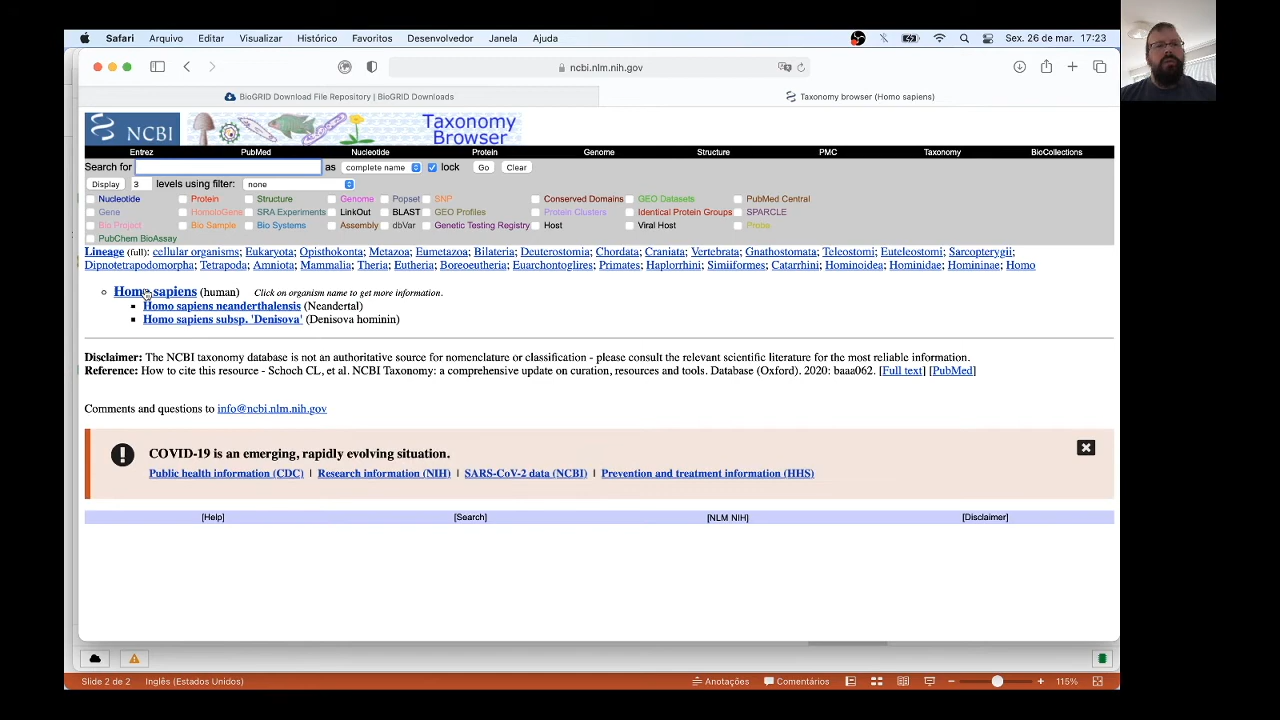 Safari Arquivo Editar Visualizar Histórico Favoritos Desenvolvedor Janela Ajuda Sex. 26 de mar. 17:23
ncbi.nlm.nih.gov
BioGRID Download File Repository | BioGRID Downloads Taxonomy browser (Homo sapiens)
NCBI Taxonomy Browser
Entrez PubMed Nucleotide Protein Genome Structure PMC Taxonomy BioCollections
Search for as complete name lock Go Clear
Display 3 levels using filter: none
Nucleotide Protein Structure Genome Popset SNP Conserved Domains GEO Datasets PubMed Central
Gene HomoloGene SRA Experiments LinkOut BLAST GEO Profiles Protein Clusters Identical Protein Groups SPARCLE
Bio Project Bio Sample Bio Systems Assembly dbVar Genetic Testing Registry Host Viral Host Probe
PubChem BioAssay
Lineage (full): cellular organisms; Eukaryota; Opisthokonta; Metazoa; Eumetazoa; Bilateria; Deuterostomia; Chordata; Craniata; Vertebrata; Gnathostomata; Teleostomi; Euteleostomi; Sarcopterygii;
Dipnotetrapodomorpha; Tetrapoda; Amniota; Mammalia; Theria; Eutheria; Boreoeutheria; Euarchontoglires; Primates; Haplorrhini; Simiiformes; Catarrhini; Hominoidea; Hominidae; Homininae; Homo
Homo sapiens (human) Click on organism name to get more information.
Homo sapiens neanderthalensis (Neandertal)
Homo sapiens subsp. 'Denisova' (Denisova hominin)
Disclaimer: The NCBI taxonomy database is not an authoritative source for nomenclature or classification - please consult the relevant scientific literature for the most reliable information.
Reference: How to cite this resource - Schoch CL, et al. NCBI Taxonomy: a comprehensive update on curation, resources and tools. Database (Oxford). 2020: baaa062. [Full text] [PubMed]
Comments and questions to info@ncbi.nlm.nih.gov
COVID-19 is an emerging, rapidly evolving situation.
Public health information (CDC) | Research information (NIH) | SARS-CoV-2 data (NCBI) | Prevention and treatment information (HHS)
[Help] [Search] [NLM NIH] [Disclaimer]
Slide 2 de 2 Inglês (Estados Unidos) Anotações Comentários 115%